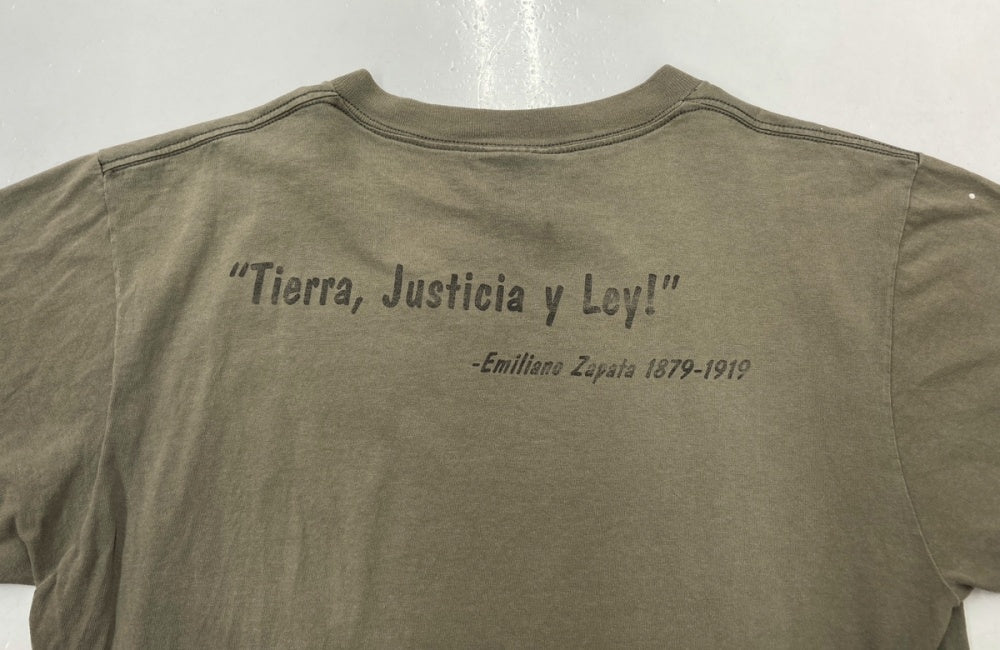 “Tierra, Justicia y Ley!”
-Emiliano Zapata 1879-1919